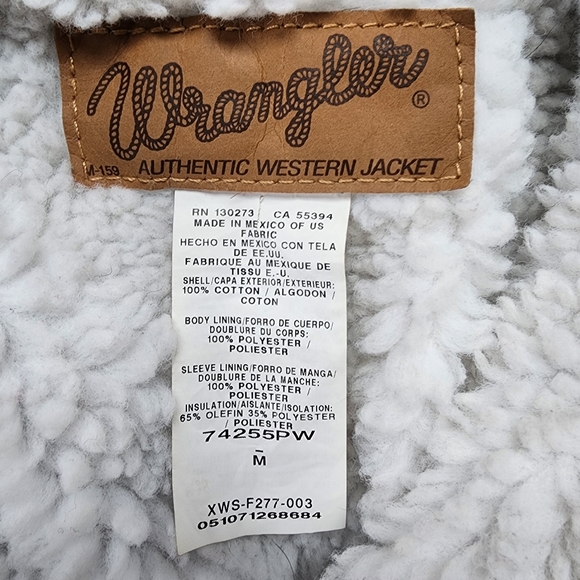 Wrangler®
M-159 AUTHENTIC WESTERN JACKET
RN 130273 CA 55394
MADE IN MEXICO OF US
FABRIC
HECHO EN MEXICO CON TELA
DE EE.UU.
FABRIQUE AU MEXIQUE DE
TISSU E.-U.
SHELL/CAPA EXTERIOR/EXTERIEUR:
100% COTTON / ALGODON /
COTON
BODY LINING/FORRO DE CUERPO/
DOUBLURE DU CORPS:
100% POLYESTER /
POLIESTER
SLEEVE LINING/FORRO DE MANGA/
DOUBLURE DE LA MANCHE:
100% POLYESTER /
POLIESTER
INSULATION/AISLANTE/ISOLATION:
65% OLEFIN 35% POLYESTER
/ POLIESTER
74255PW
-
M
XWS-F277-003
051071268684